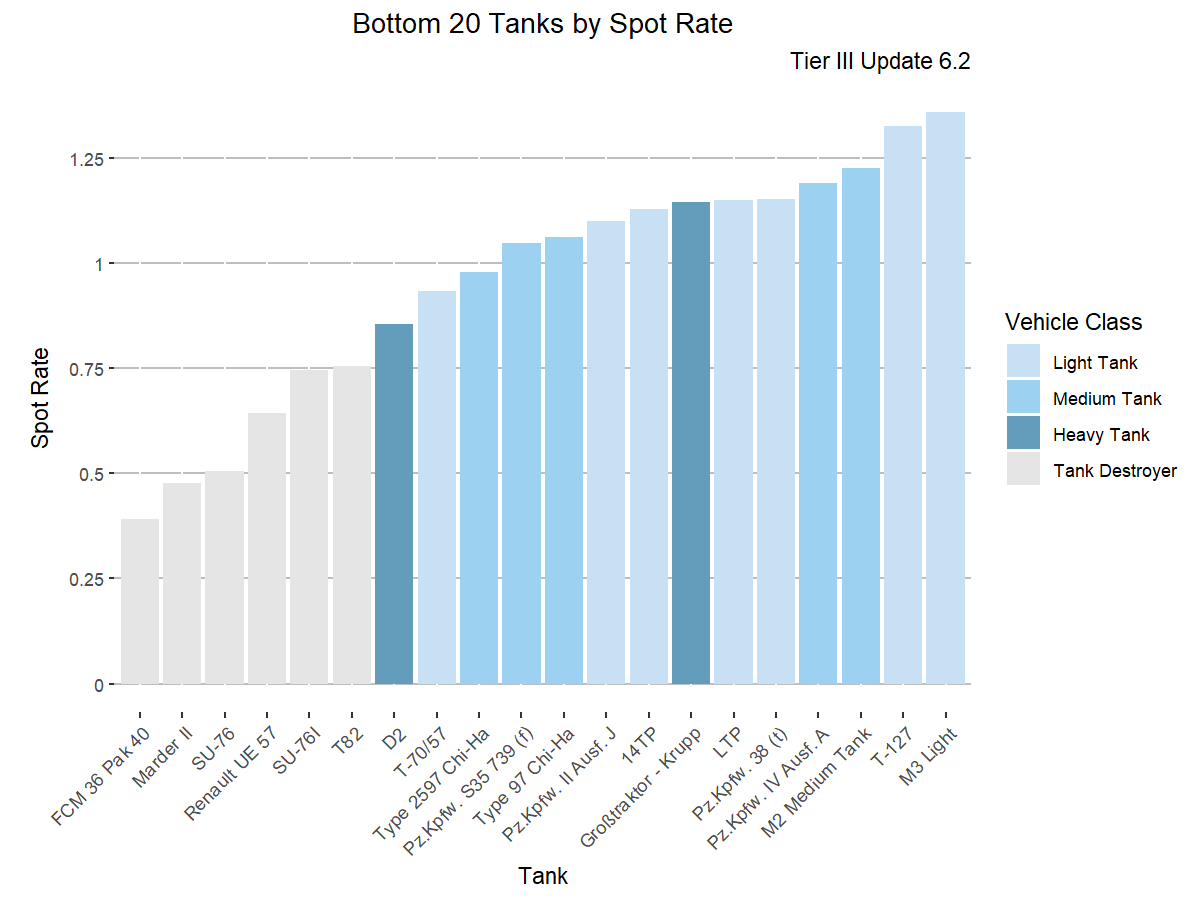 Bottom 20 Tanks by Spot Rate
Tier III Update 6.2
Spot Rate
1.25
1
0.75
0.5
0.25
0
FCM 36 Pak 40
Marder II
SU-76
Renault UE 57
SU-76I
T82
D2
T-70/57
Type 2597 Chi-Ha
Pz.Kpfw. S35 739 (f)
Type 97 Chi-Ha
Pz.Kpfw. II Ausf. J
14TP
Großtraktor - Krupp
LTP
Pz.Kpfw. 38 (t)
Pz.Kpfw. IV Ausf. A
M2 Medium Tank
T-127
M3 Light
Tank
Vehicle Class
Light Tank
Medium Tank
Heavy Tank
Tank Destroyer